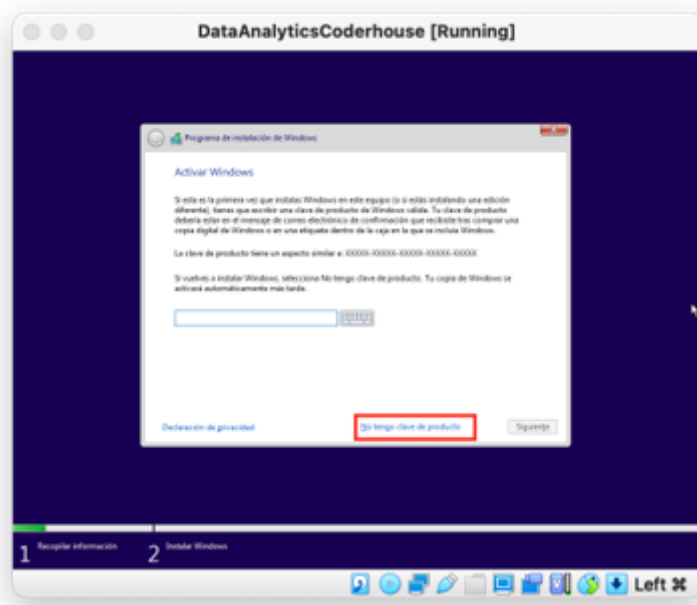 DataAnalyticsCoderhouse [Running]
Programa de instalación de Windows
Activar Windows
Si esta es la primera vez que instalas Windows en este equipo (o si estás instalando una edición
diferente), tienes que escribir una clave de producto de Windows válida. Tu clave de producto
debería estar en el mensaje de correo electrónico de confirmación que recibiste tras comprar una
copia digital de Windows o en una etiqueta dentro de la caja en la que se incluía Windows.
La clave de producto tiene un aspecto similar a: XXXXX-XXXXX-XXXXX-XXXXX-XXXXX
Si vuelves a instalar Windows, selecciona No tengo clave de producto. Tu copia de Windows se
activará automáticamente más tarde.
Declaración de privacidad
No tengo clave de producto
Siguiente
1 Recopilar información
2 Instalar Windows
Left ⌘